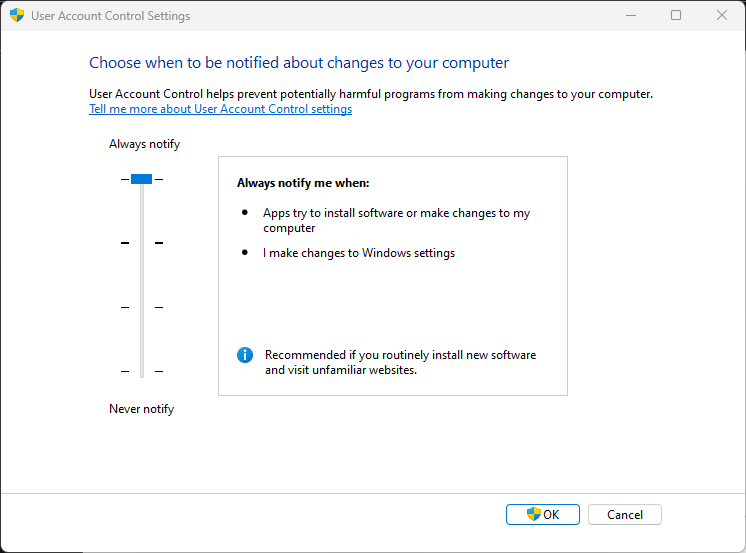 User Account Control Settings
Choose when to be notified about changes to your computer
User Account Control helps prevent potentially harmful programs from making changes to your computer.
Tell me more about User Account Control settings
Always notify
Always notify me when:
Apps try to install software or make changes to my
computer
I make changes to Windows settings
Recommended if you routinely install new software
and visit unfamiliar websites.
Never notify
OK
Cancel